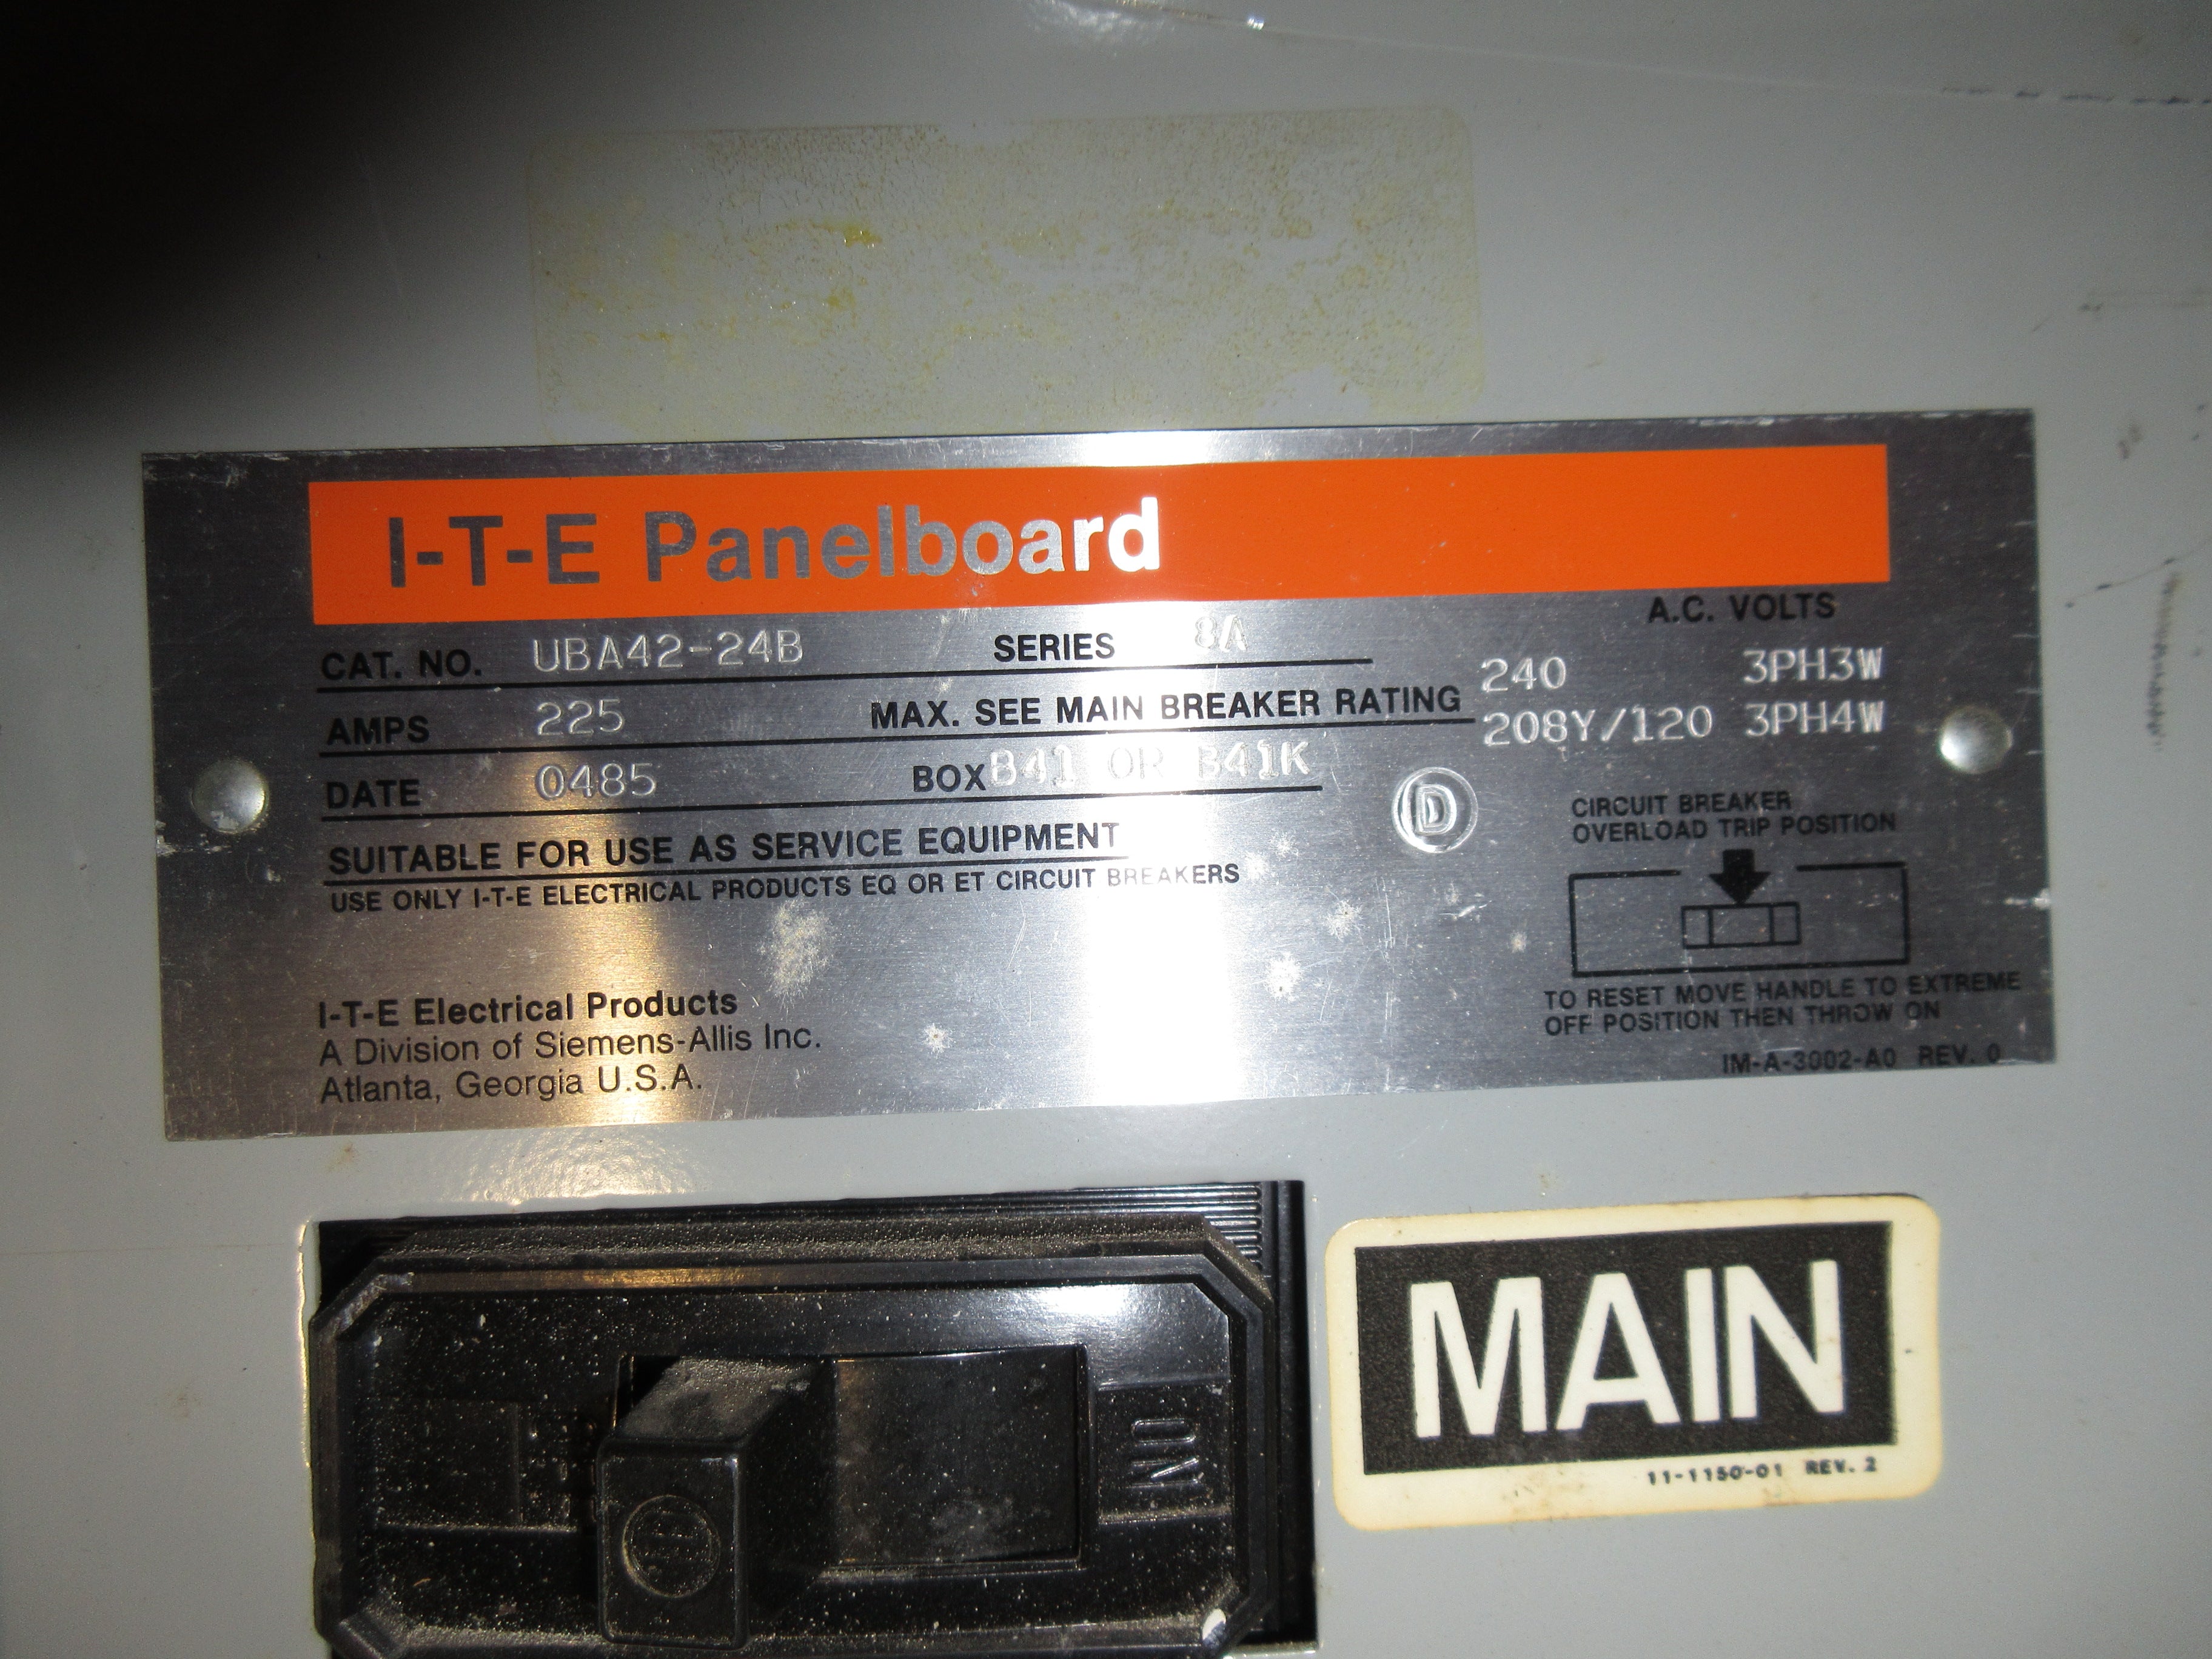 I-T-E Panelboard
CAT. NO. UBA42-24B SERIES 8A
A.C. VOLTS
240 3PH3W
208Y/120 3PH4W
AMPS 225 MAX. SEE MAIN BREAKER RATING
DATE 0485 BOX B41 OR B41K
D
SUITABLE FOR USE AS SERVICE EQUIPMENT
USE ONLY I-T-E ELECTRICAL PRODUCTS EQ OR ET CIRCUIT BREAKERS
CIRCUIT BREAKER
OVERLOAD TRIP POSITION
TO RESET MOVE HANDLE TO EXTREME
OFF POSITION THEN THROW ON
IM-A-3002-A0 REV. 0
I-T-E Electrical Products
A Division of Siemens-Allis Inc.
Atlanta, Georgia U.S.A.
ON
MAIN
11-1150-01 REV. 2